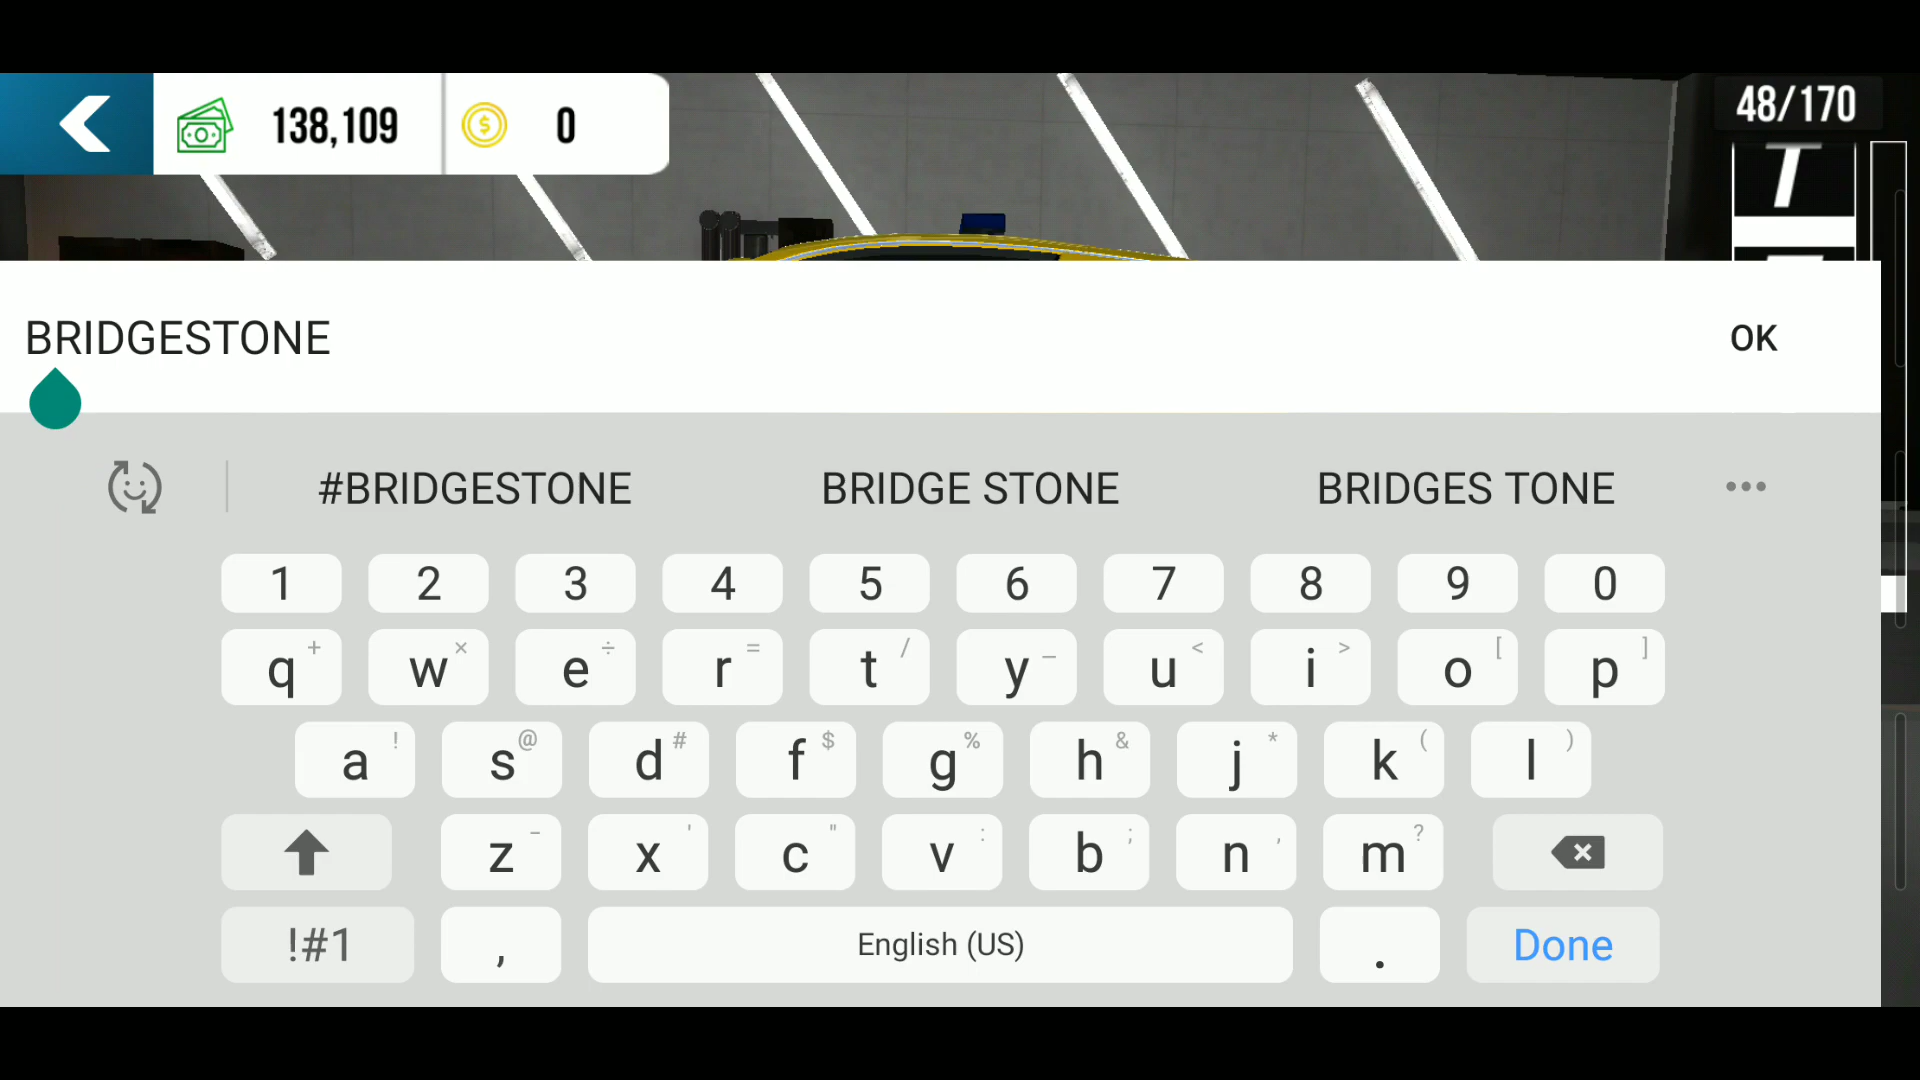 138,109 0 48/170
T
BRIDGESTONE OK
#BRIDGESTONE BRIDGE STONE BRIDGES TONE •••
1 2 3 4 5 6 7 8 9 0
q + w × e ÷ r = t / y _ u < i > o [ p ]
a ! s @ d # f $ g % h & j * k ( l )
z - x ' c " v : b ; n , m ?
!#1 , English (US) . Done